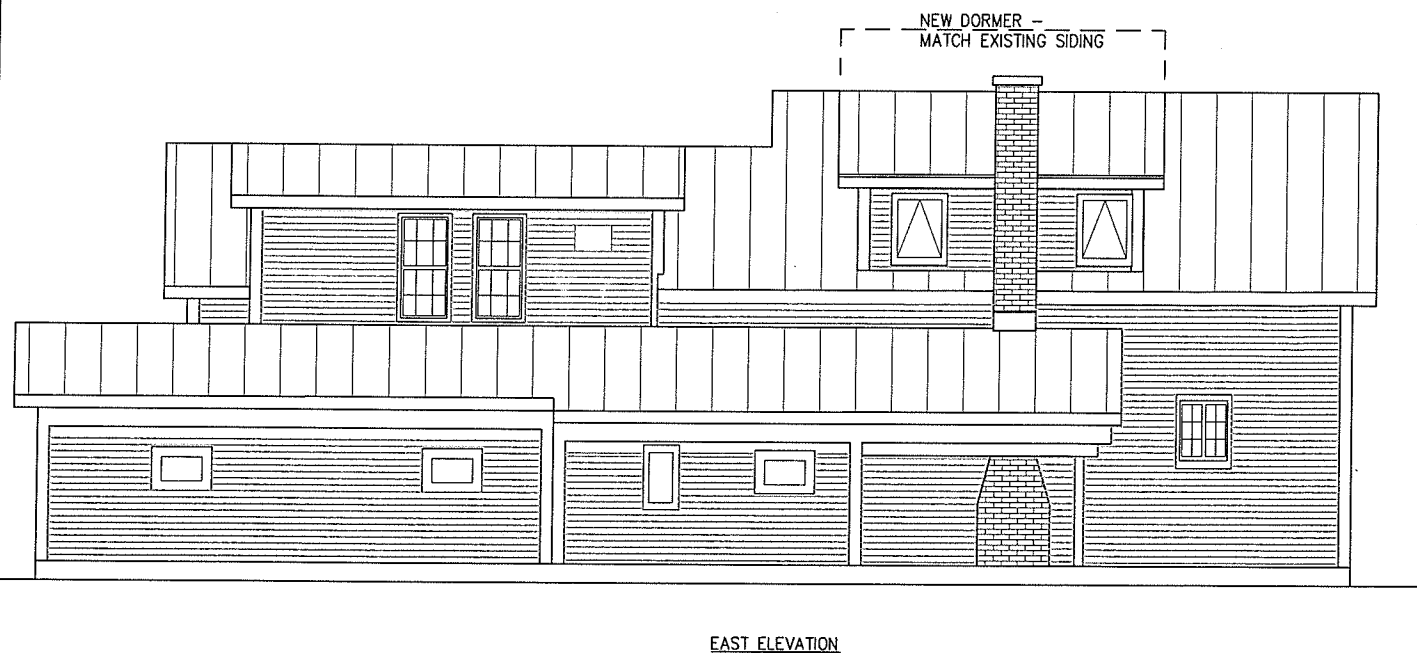 NEW DORMER –
MATCH EXISTING SIDING
EAST ELEVATION